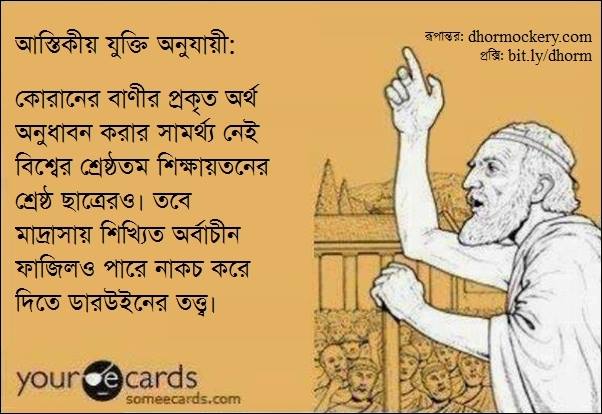 রূপান্তর: dhormockery.com
প্রক্সি: bit.ly/dhorm
আস্তিকীয় যুক্তি অনুযায়ী:
কোরানের বাণীর প্রকৃত অর্থ
অনুধাবন করার সামর্থ্য নেই
বিশ্বের শ্রেষ্ঠতম শিক্ষায়তনের
শ্রেষ্ঠ ছাত্রেরও। তবে
মাদ্রাসায় শিখ্যিত অর্বাচীন
ফাজিলও পারে নাকচ করে
দিতে ডারউইনের তত্ত্ব।
your e cards
someecards.com